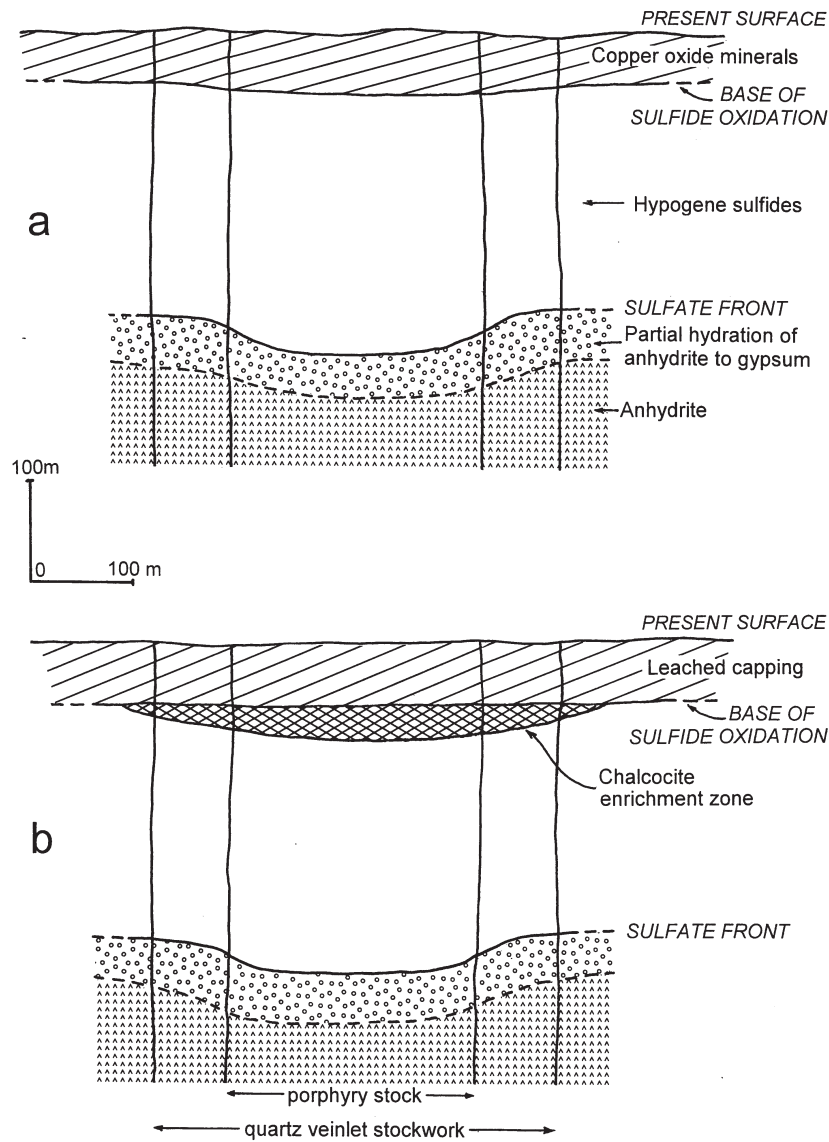 PRESENT SURFACE
Copper oxide minerals
BASE OF
SULFIDE OXIDATION
a
Hypogene sulfides
SULFATE FRONT
Partial hydration of
anhydrite to gypsum
Anhydrite
100m
0
100 m
PRESENT SURFACE
Leached capping
BASE OF
SULFIDE OXIDATION
Chalcocite
enrichment zone
b
SULFATE FRONT
porphyry stock
quartz veinlet stockwork